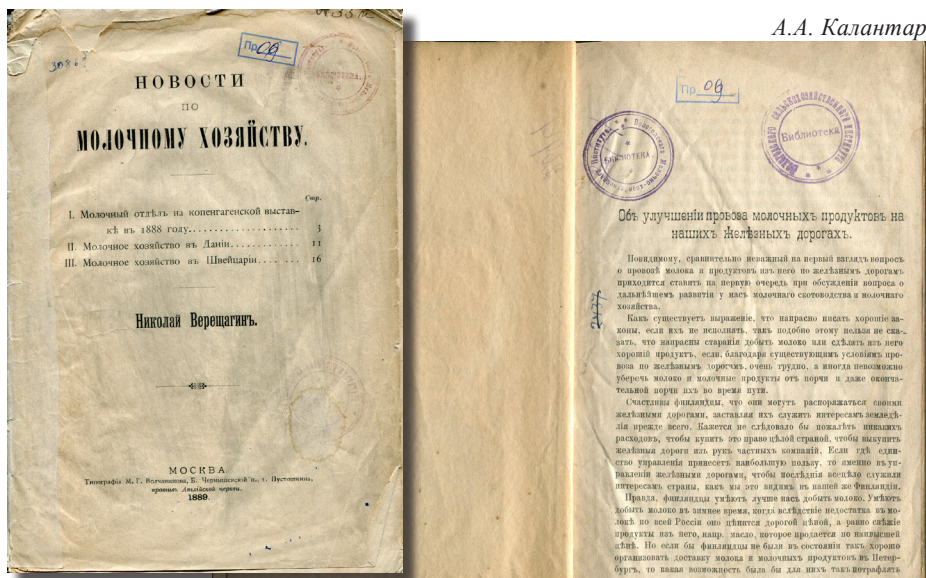 А.А. Калантар
Пр 09
30867
БИБЛИОТЕКА
НОВОСТИ
ПО
МОЛОЧНОМУ ХОЗЯЙСТВУ.
Стр.
I. Молочный отдѣлъ на копенгагенской выстав-
кѣ въ 1888 году..................... 3
II. Молочное хозяйство въ Даніи............ 11
III. Молочное хозяйство въ Швейцаріи....... 16
Николай Верещагинъ.
МОСКВА.
Типографія М. Г. Волчанинова, Б. Чернышевскій п., д. Пустошкина,
противъ Англійской церкви.
1889.
Пр 09
БИБЛИОТЕКА
Библиотека
2437
Объ улучшеніи провоза молочныхъ продуктовъ на
нашихъ желѣзныхъ дорогахъ.
Повидимому, сравнительно неважный на первый взглядъ вопросъ
о провозѣ молока и продуктовъ изъ него по желѣзнымъ дорогамъ
приходится ставить на первую очередь при обсужденіи вопроса о
дальнѣйшемъ развитіи у насъ молочнаго скотоводства и молочнаго
хозяйства.
Какъ существуетъ выраженіе, что напрасно писать хорошіе за-
коны, если ихъ не исполнять, такъ подобно этому нельзя не ска-
зать, что напрасны старанія добыть молоко или сдѣлать изъ него
хорошій продуктъ, если, благодаря существующимъ условіямъ про-
воза по желѣзнымъ дорогамъ, очень трудно, а иногда невозможно
уберечь молоко и молочные продукты отъ порчи и даже оконча-
тельной порчи ихъ во время пути.
Счастливы финляндцы, что они могутъ распоряжаться своими
желѣзными дорогами, заставляя ихъ служить интересамъ земледѣ-
лія прежде всего. Кажется не слѣдовало бы пожалѣть никакихъ
расходовъ, чтобы купить это право цѣлой страной, чтобы выкупить
желѣзныя дороги изъ рукъ частныхъ компаній. Если гдѣ един-
ство управленія принесетъ наибольшую пользу, то именно въ уп-
равленіи желѣзными дорогами, чтобы послѣднія всецѣло служили
интересамъ страны, какъ мы это видимъ въ нашей же Финляндіи.
Правда, финляндцы умѣютъ лучше насъ добыть молоко. Умѣютъ
добыть молоко въ зимнее время, когда вслѣдствіе недостатка въ мо-
локѣ по всей Россіи оно цѣнится дорогой цѣной, а равно свѣжіе
продукты изъ него, напр. масло, которое продается по наивысшей
цѣнѣ. Но если бы финляндцы не были въ состояніи такъ хорошо
организовать доставку молока и молочныхъ продуктовъ въ Петер-
бургъ, то какая возможность была бы для нихъ такъ потрафлять